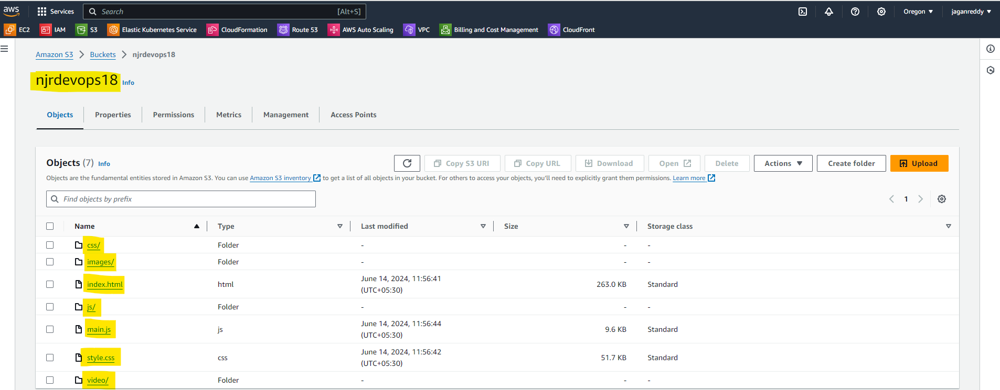 aws Services Search [Alt+S] Oregon jaganreddy
EC2 IAM S3 Elastic Kubernetes Service CloudFormation Route 53 AWS Auto Scaling VPC Billing and Cost Management CloudFront
Amazon S3 Buckets njrdevops18
njrdevops18 Info
Objects Properties Permissions Metrics Management Access Points
Objects (7) Info Copy S3 URI Copy URL Download Open Delete Actions Create folder Upload
Objects are the fundamental entities stored in Amazon S3. You can use Amazon S3 inventory to get a list of all objects in your bucket. For others to access your objects, you'll need to explicitly grant them permissions. Learn more
Find objects by prefix 1
Name Type Last modified Size Storage class
css/ Folder - - -
images/ Folder - - -
index.html html June 14, 2024, 11:56:41 (UTC+05:30) 263.0 KB Standard
js/ Folder - - -
main.js js June 14, 2024, 11:56:44 (UTC+05:30) 9.6 KB Standard
style.css css June 14, 2024, 11:56:42 (UTC+05:30) 51.7 KB Standard
video/ Folder - - -